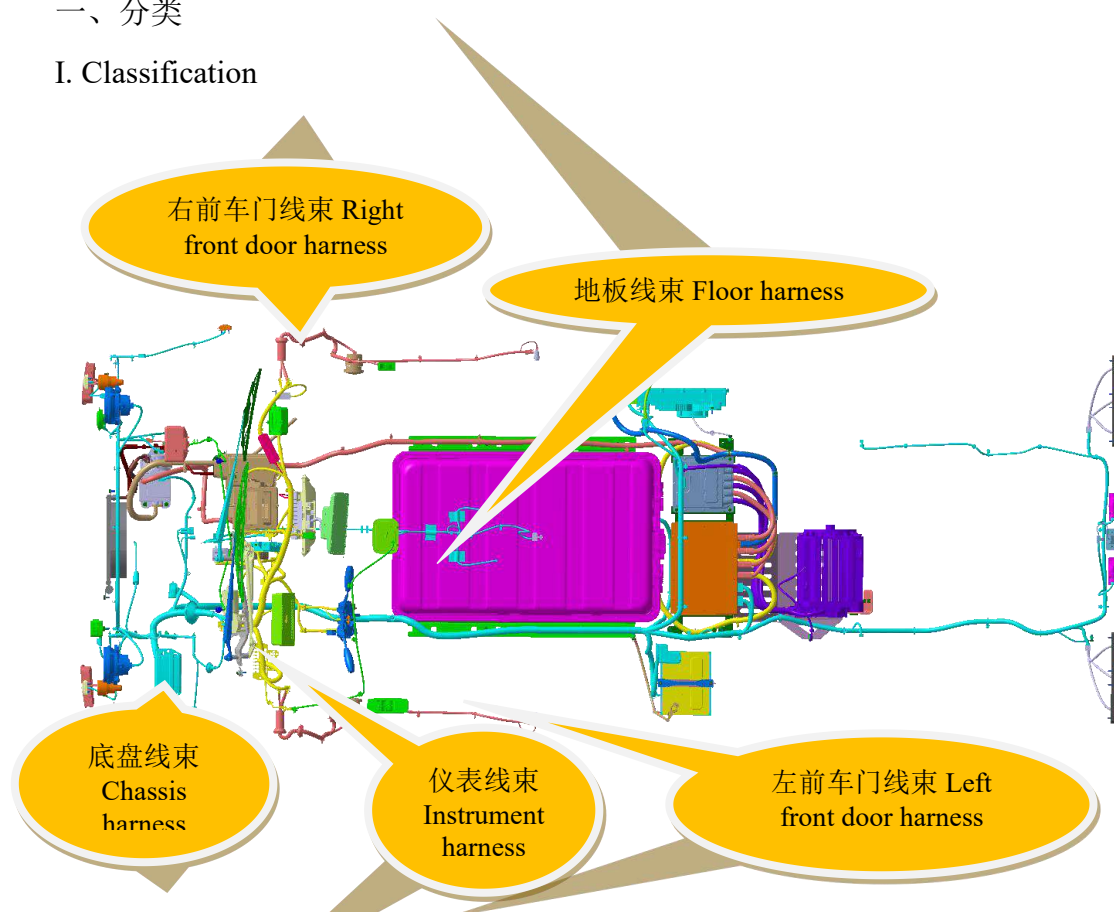 一、分类
I. Classification
右前车门线束 Right
front door harness
地板线束 Floor harness
底盘线束
Chassis
harness
仪表线束
Instrument
harness
左前车门线束 Left
front door harness